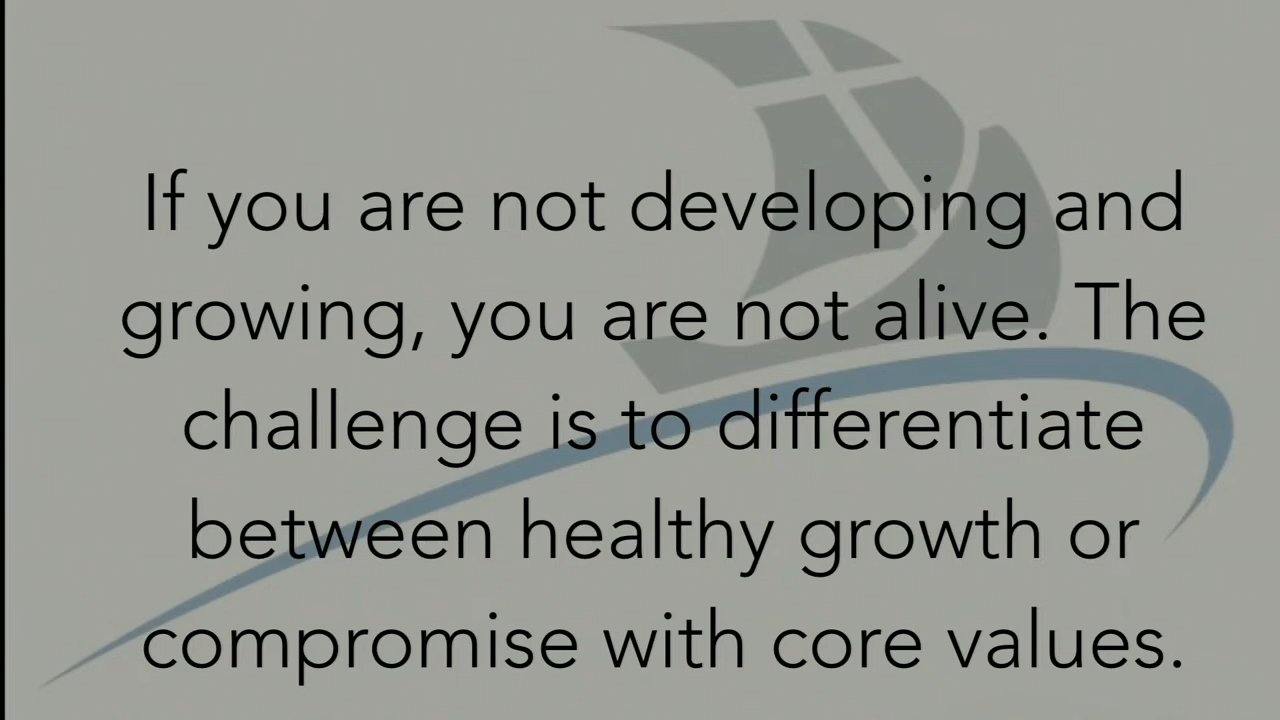 If you are not developing and
growing, you are not alive. The
challenge is to differentiate
between healthy growth or
compromise with core values.